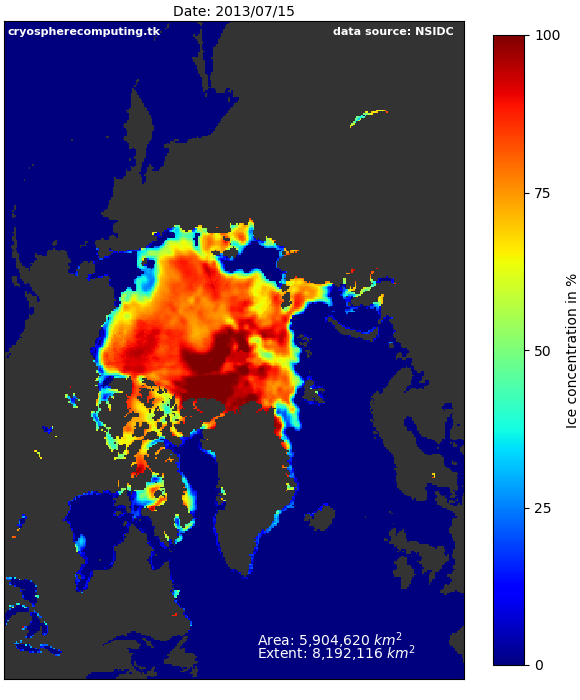 Date: 2013/07/15
cryospherecomputing.tk data source: NSIDC
100
75
50
25
0
Ice concentration in %
Area: 5,904,620 km²
Extent: 8,192,116 km²